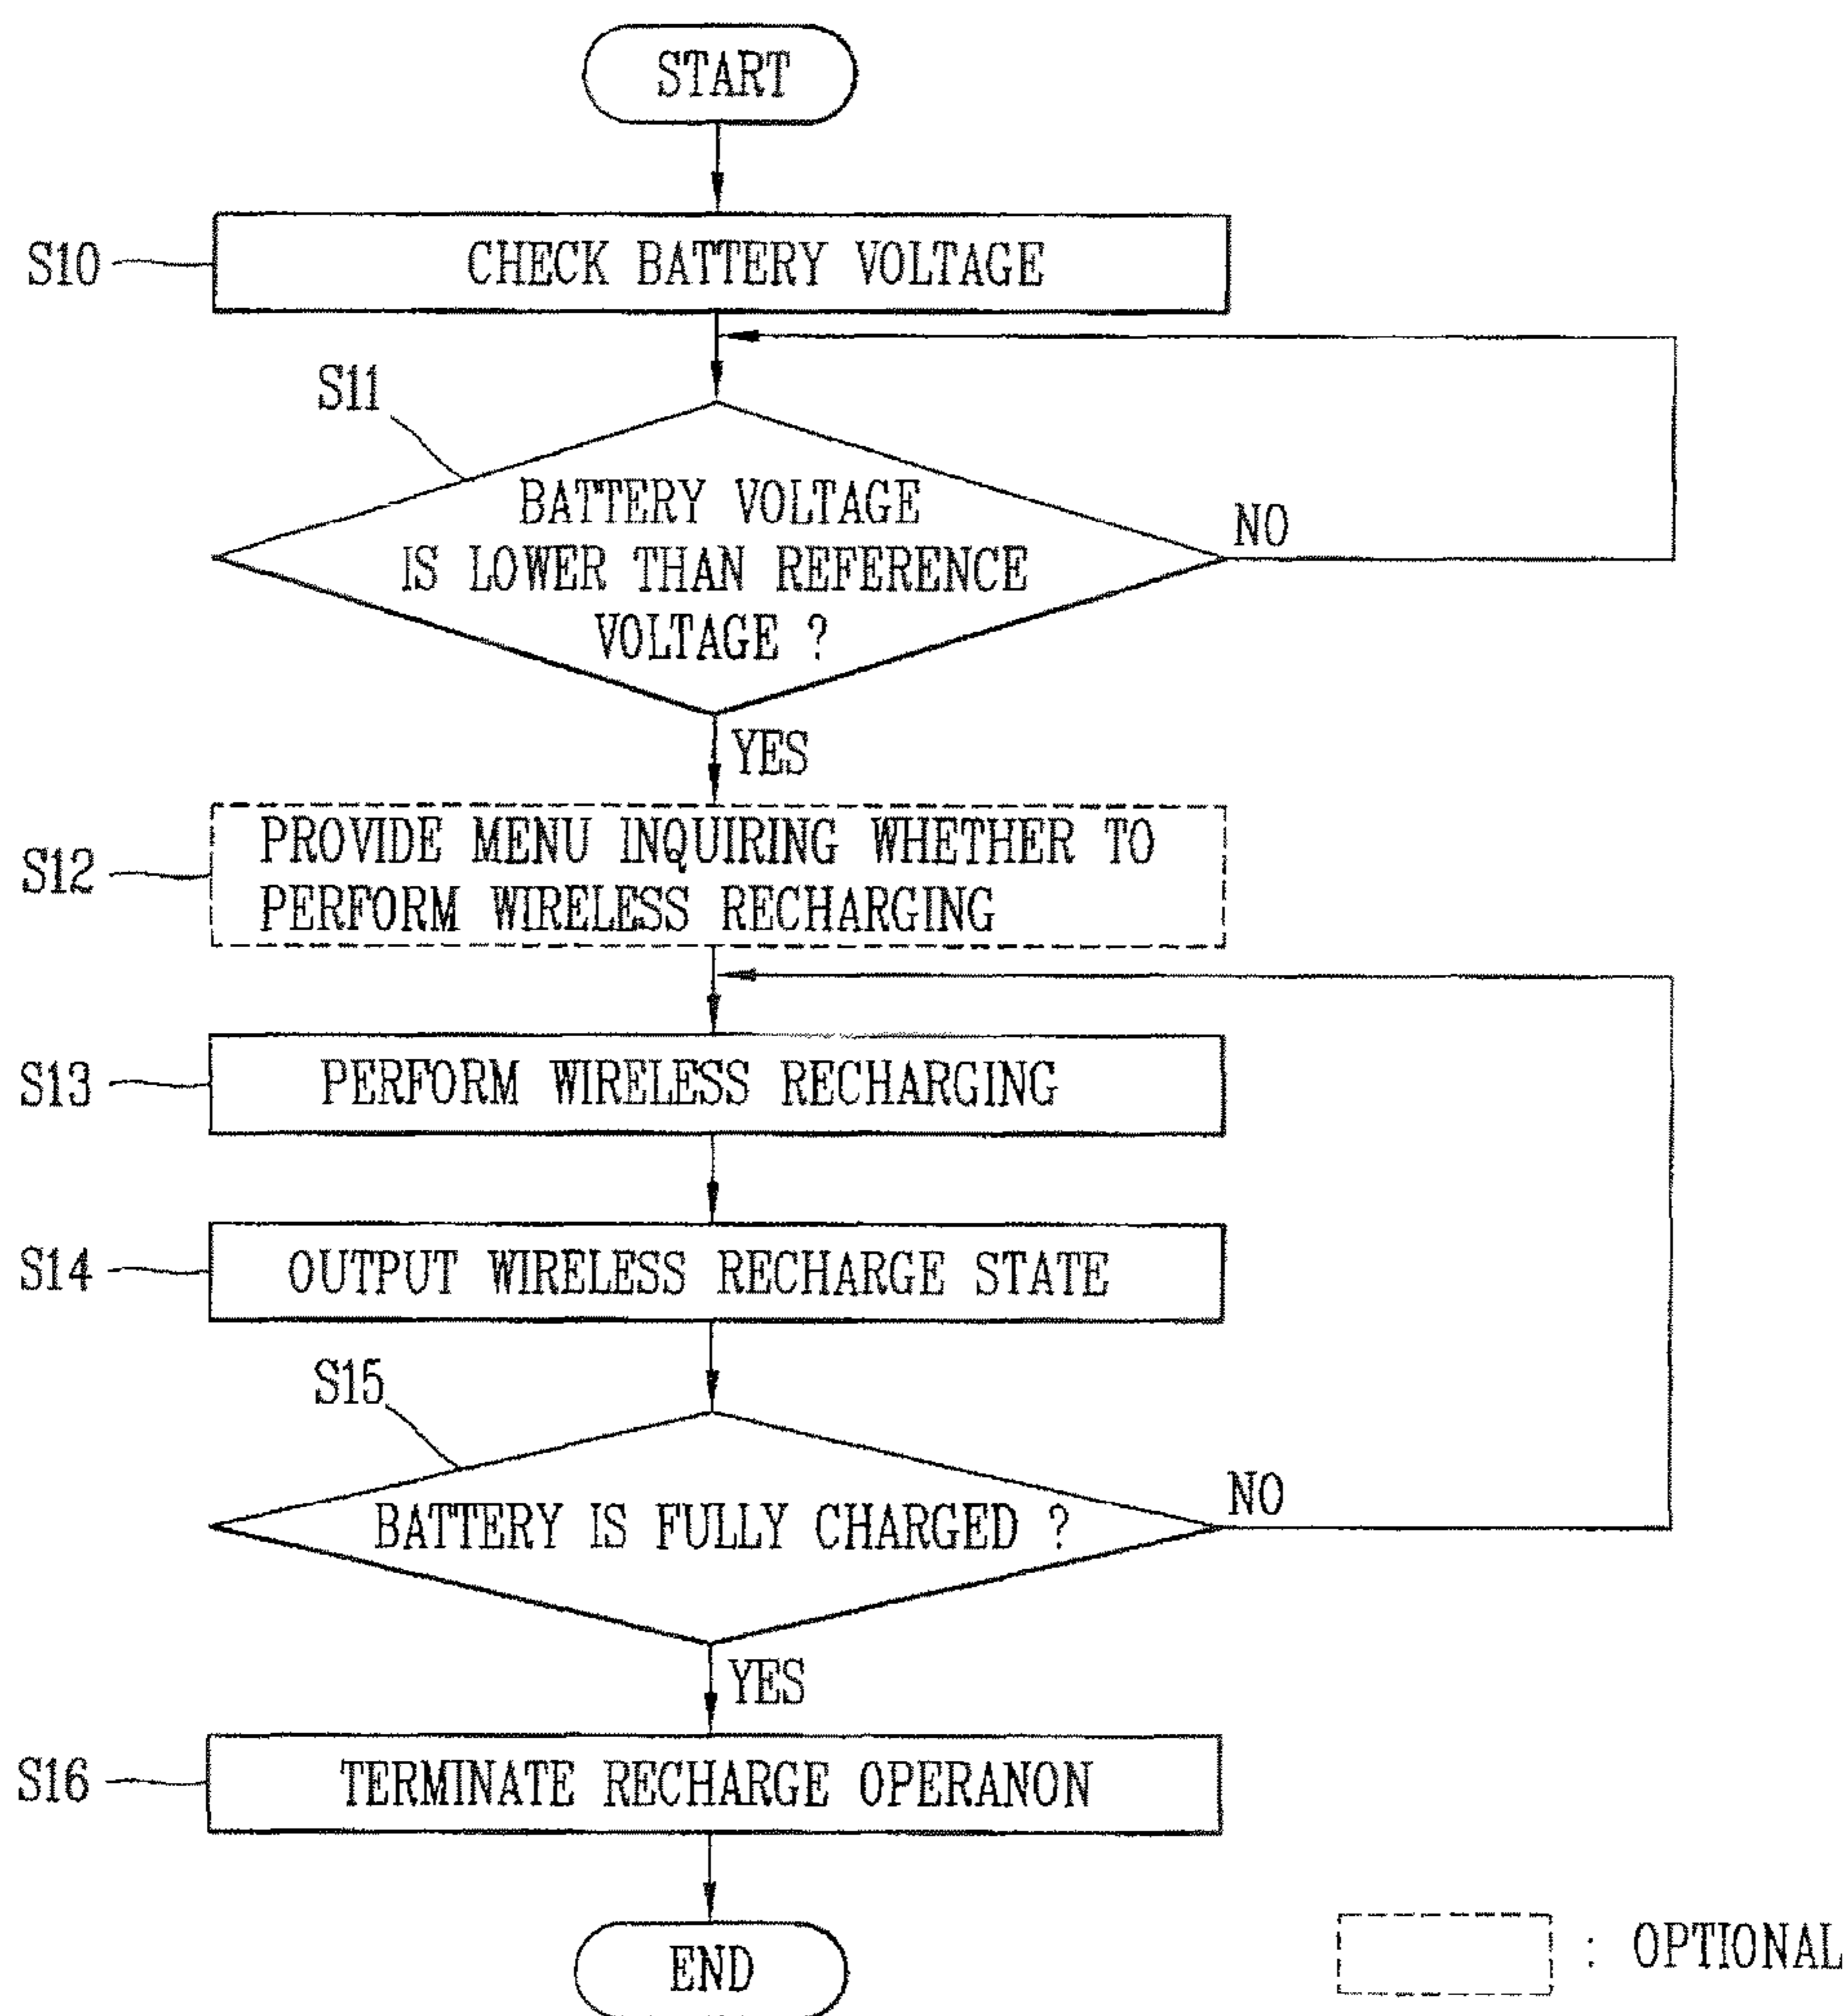 START
S10
CHECK BATTERY VOLTAGE
S11
BATTERY VOLTAGE
IS LOWER THAN REFERENCE
VOLTAGE ?
NO
YES
S12
PROVIDE MENU INQUIRING WHETHER TO
PERFORM WIRELESS RECHARGING
S13
PERFORM WIRELESS RECHARGING
S14
OUTPUT WIRELESS RECHARGE STATE
S15
BATTERY IS FULLY CHARGED ?
NO
YES
S16
TERMINATE RECHARGE OPERANON
END
: OPTIONAL